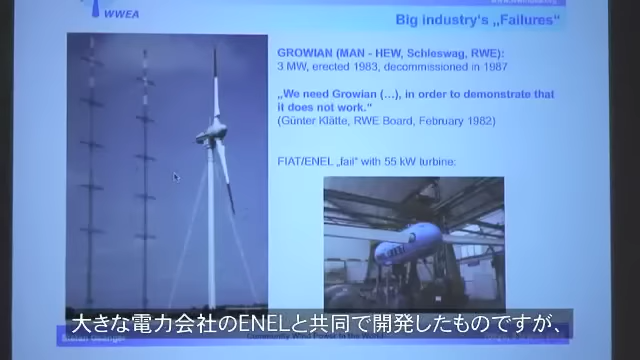 WWEA
Big industry's „Failures“
GROWIAN (MAN - HEW, Schleswag, RWE):
3 MW, erected 1983, decommissioned in 1987
„We need Growian (…), in order to demonstrate that
it does not work.“
(Günter Klätte, RWE Board, February 1982)
FIAT/ENEL „fail“ with 55 kW turbine:
大きな電力会社のENELと共同で開発したものですが、